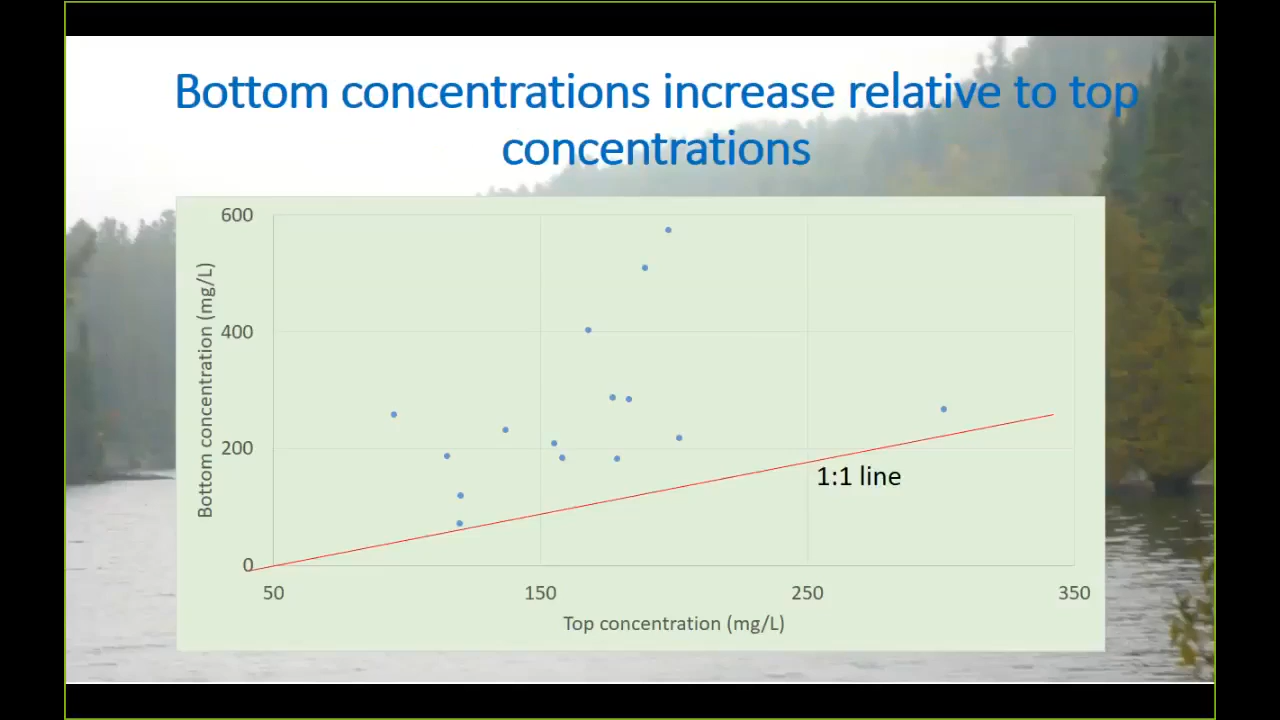 Bottom concentrations increase relative to top
concentrations
600
400
200
0
Bottom concentration (mg/L)
1:1 line
50 150 250 350
Top concentration (mg/L)